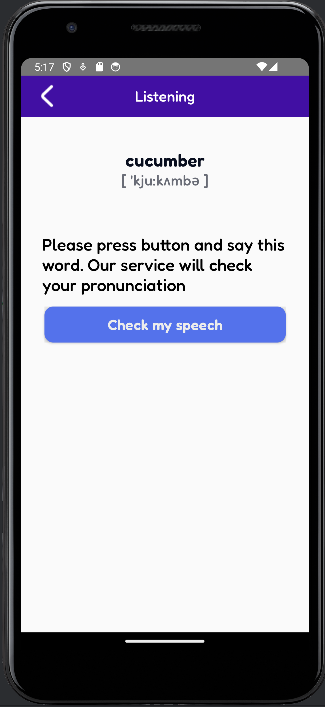 5:17
Listening
cucumber
[ 'kju:kʌmbə ]
Please press button and say this
word. Our service will check
your pronunciation
Check my speech